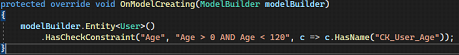 protected override void OnModelCreating(ModelBuilder modelBuilder)
{
modelBuilder.Entity<User>()
.HasCheckConstraint("Age", "Age > 0 AND Age < 120", c => c.HasName("CK_User_Age"));
}